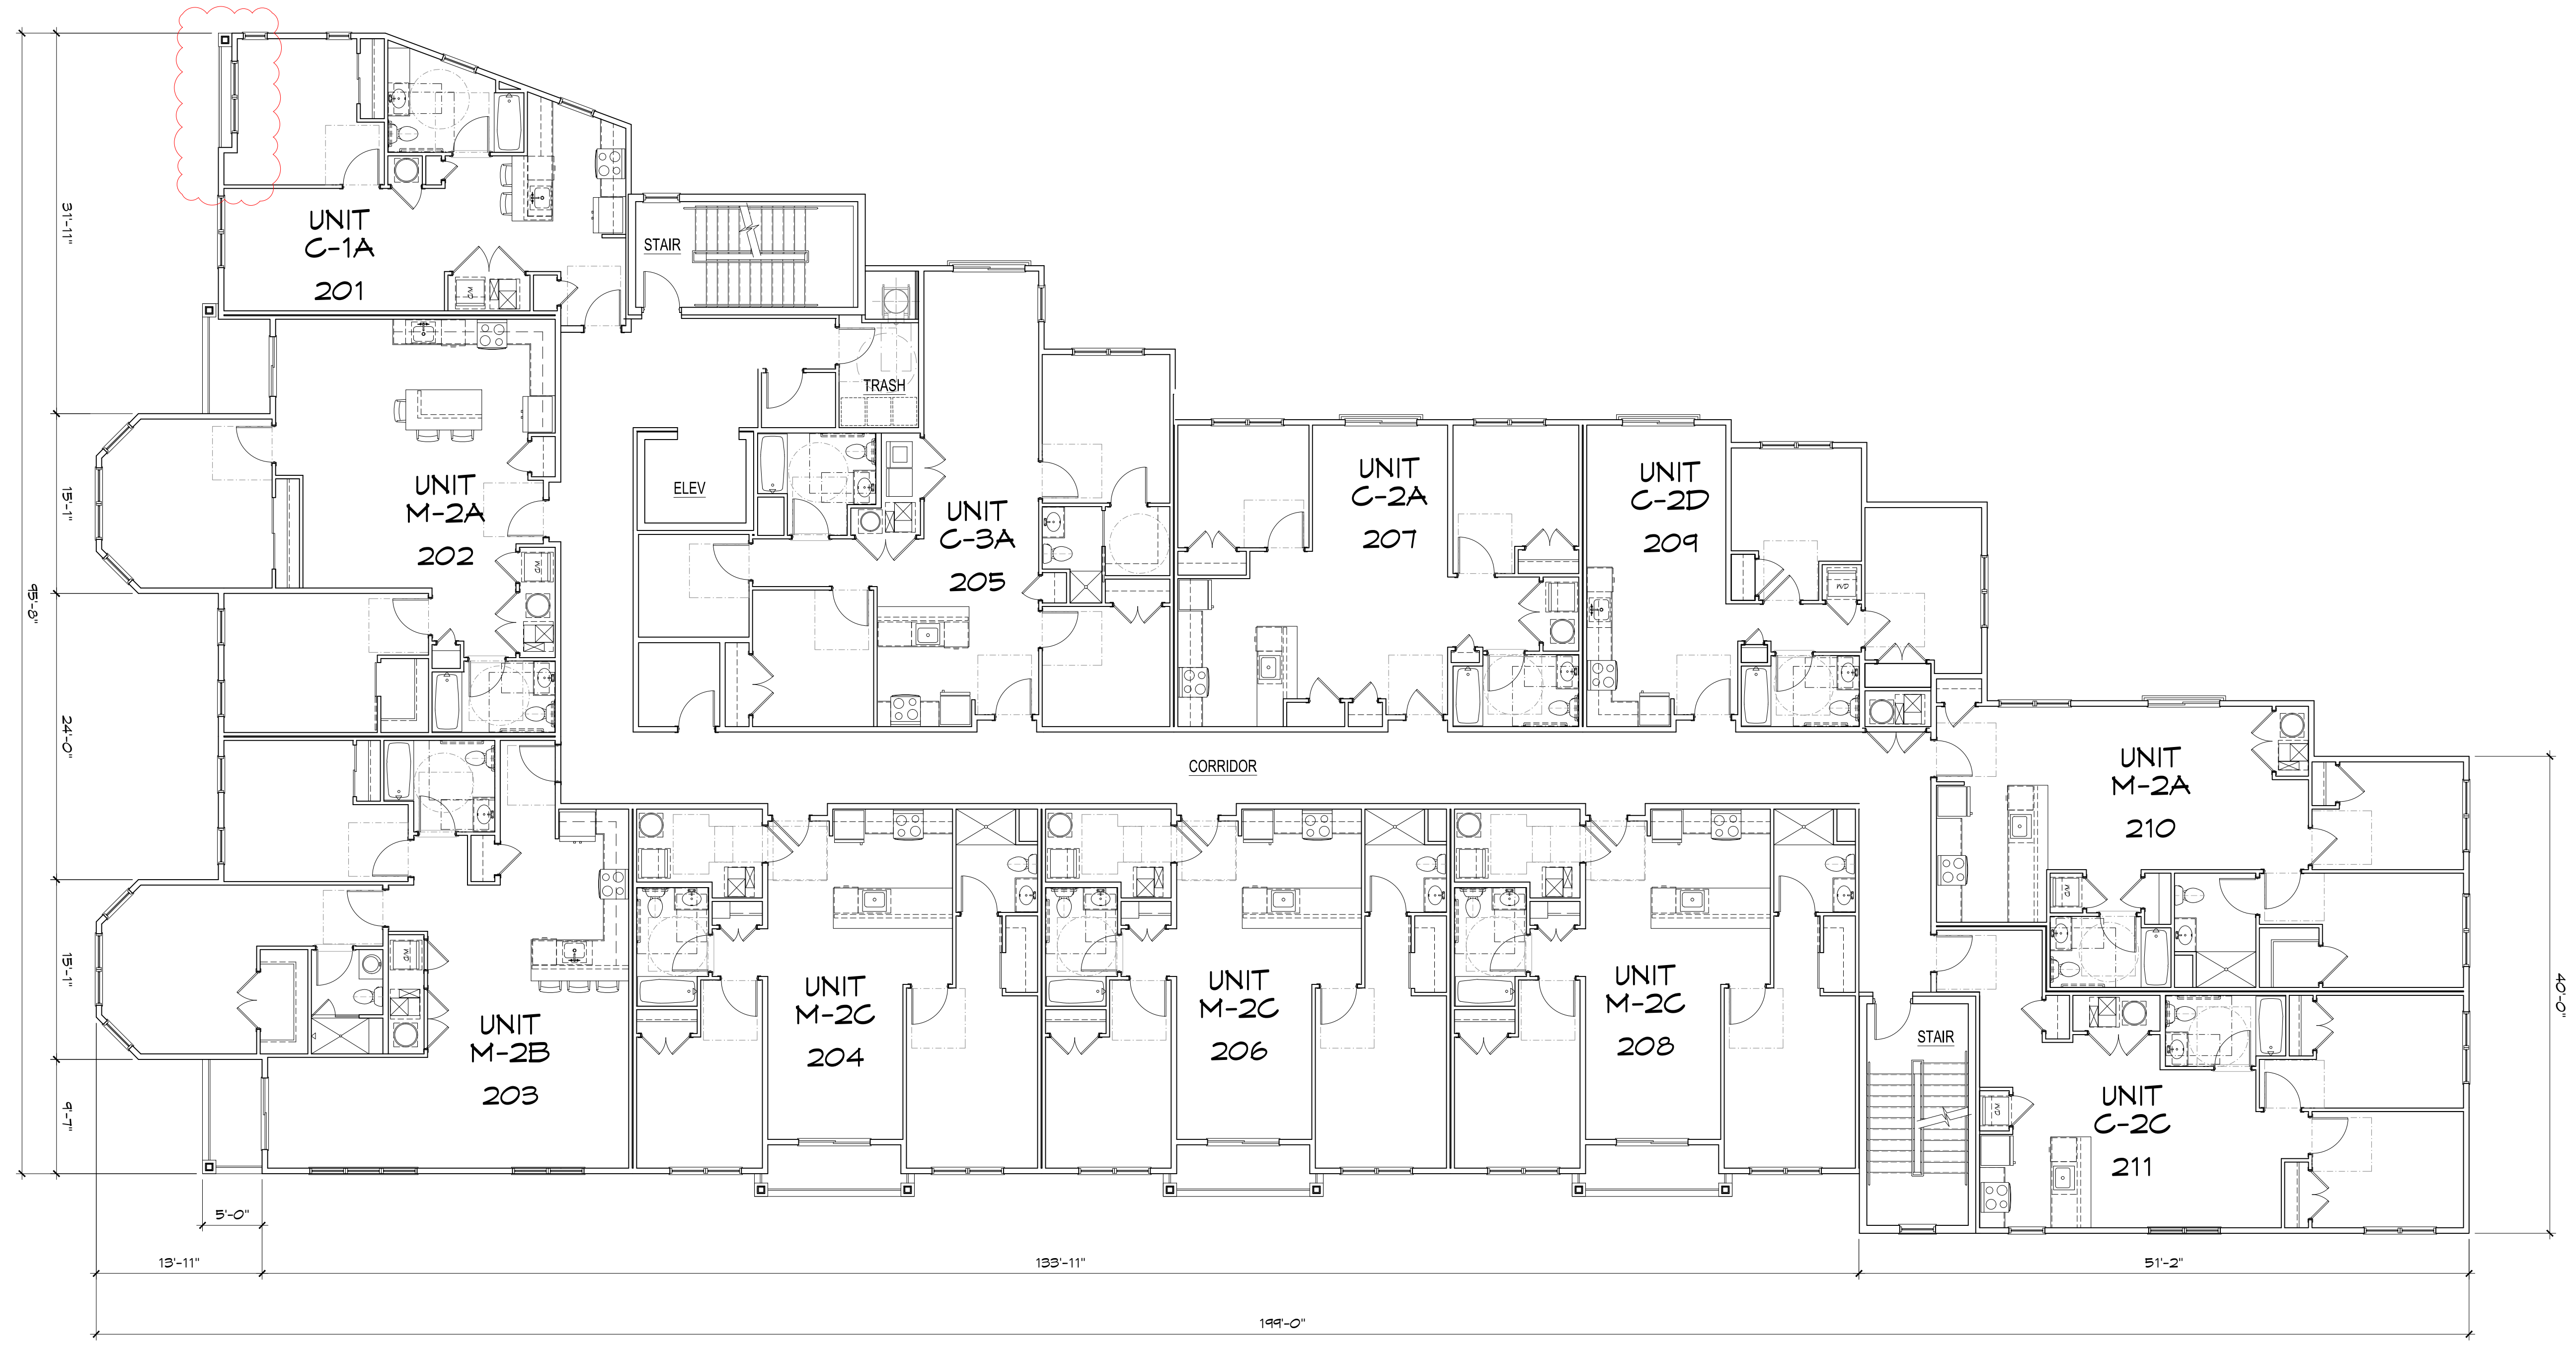 UNIT
C-1A
201
STAIR
TRASH
ELEV
UNIT
M-2A
202
UNIT
C-3A
205
UNIT
C-2A
207
UNIT
C-2D
209
CORRIDOR
UNIT
M-2A
210
UNIT
M-2B
203
UNIT
M-2C
204
UNIT
M-2C
206
UNIT
M-2C
208
STAIR
UNIT
C-2C
211
95'-8"
31'-11"
15'-1"
24'-0"
15'-1"
9'-7"
40'-0"
5'-0"
13'-11"
133'-11"
51'-2"
199'-0"